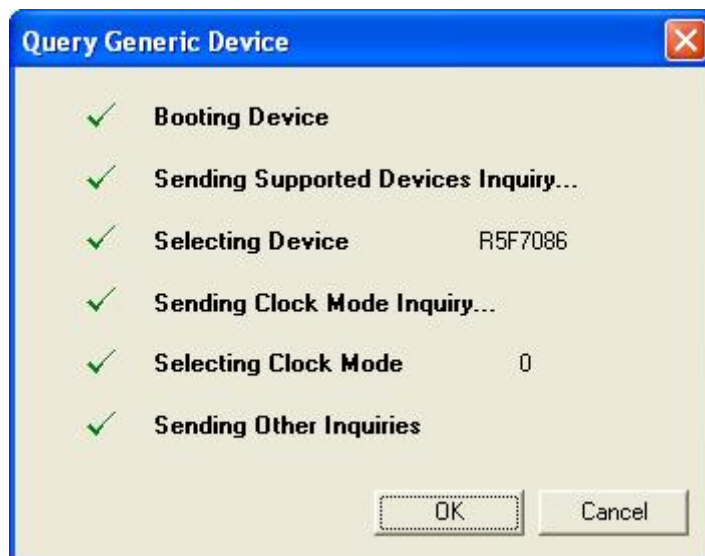 Query Generic Device
Booting Device
Sending Supported Devices Inquiry...
Selecting Device R5F7086
Sending Clock Mode Inquiry...
Selecting Clock Mode 0
Sending Other Inquiries
OK Cancel